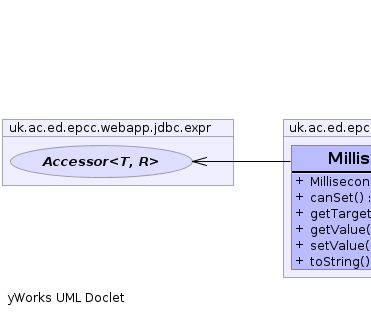 uk.ac.ed.epcc.webapp.jdbc.expr
Accessor<T, R>
uk.ac.ed.epc
Millis
+ Millisecon
+ canSet() :
+ getTarget
+ getValue(
+ setValue(
+ toString()
yWorks UML Doclet